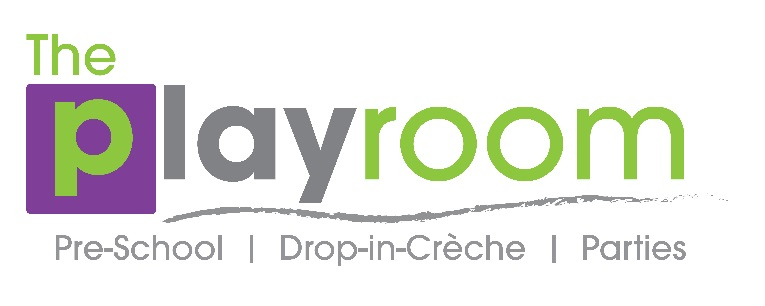 The
playroom
Pre-School | Drop-in-Crèche | Parties